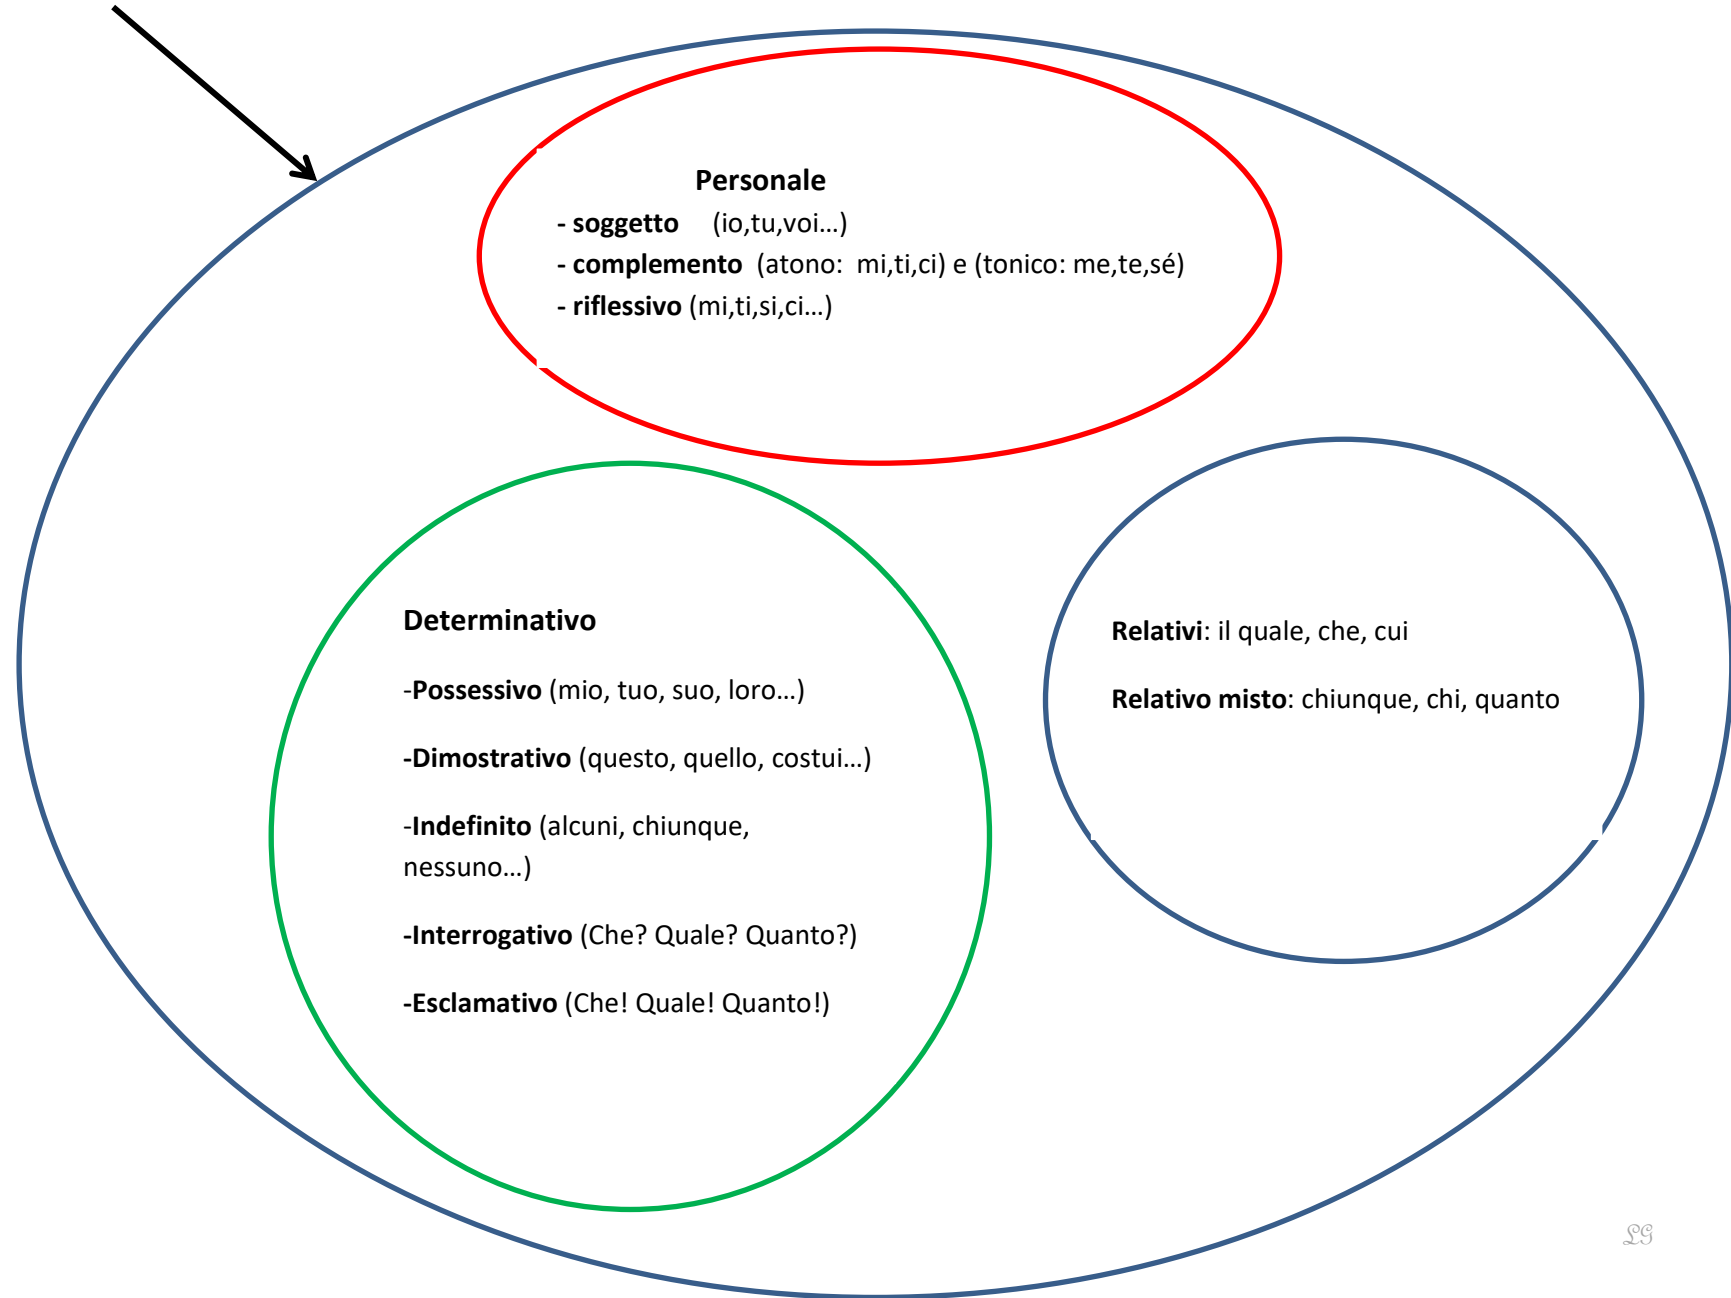 Personale
- soggetto (io,tu,voi…)
- complemento (atono: mi,ti,ci) e (tonico: me,te,sé)
- riflessivo (mi,ti,si,ci…)
Determinativo
-Possessivo (mio, tuo, suo, loro…)
-Dimostrativo (questo, quello, costui…)
-Indefinito (alcuni, chiunque,
nessuno…)
-Interrogativo (Che? Quale? Quanto?)
-Esclamativo (Che! Quale! Quanto!)
Relativi: il quale, che, cui
Relativo misto: chiunque, chi, quanto
LG